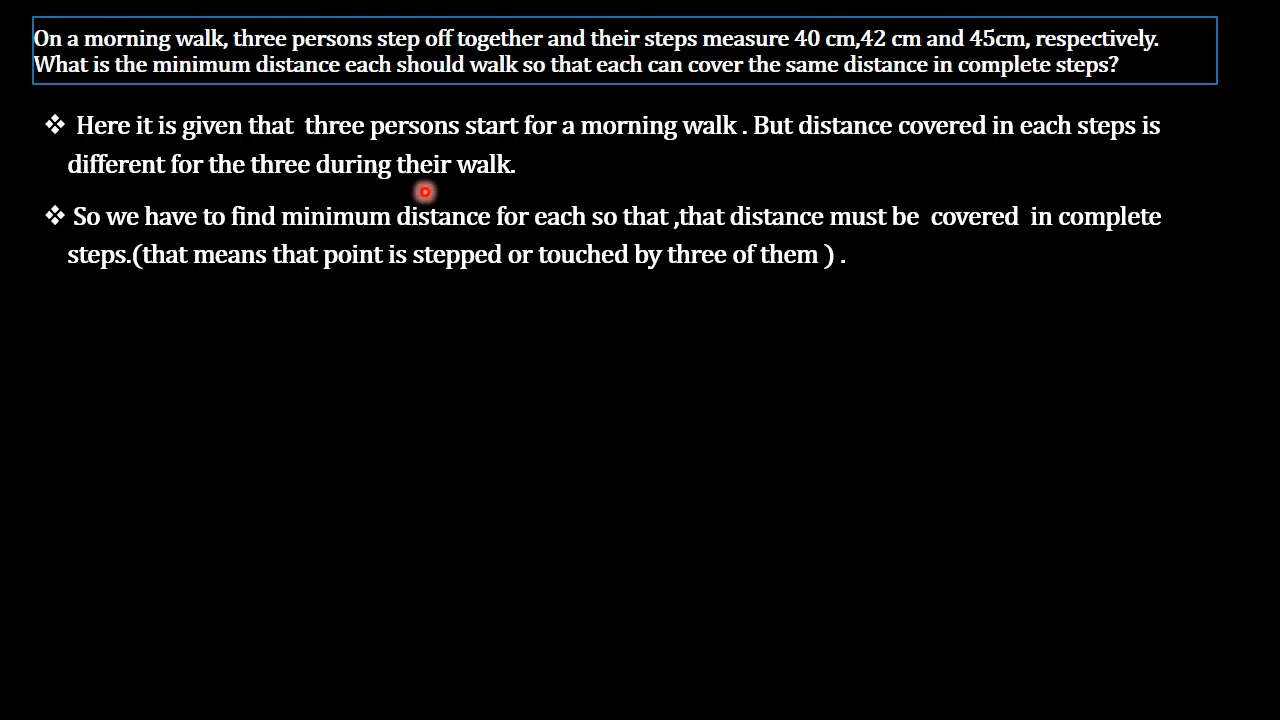 On a morning walk, three persons step off together and their steps measure 40 cm,42 cm and 45cm, respectively.
What is the minimum distance each should walk so that each can cover the same distance in complete steps?
❖ Here it is given that three persons start for a morning walk . But distance covered in each steps is
different for the three during their walk.
❖ So we have to find minimum distance for each so that ,that distance must be covered in complete
steps.(that means that point is stepped or touched by three of them ) .